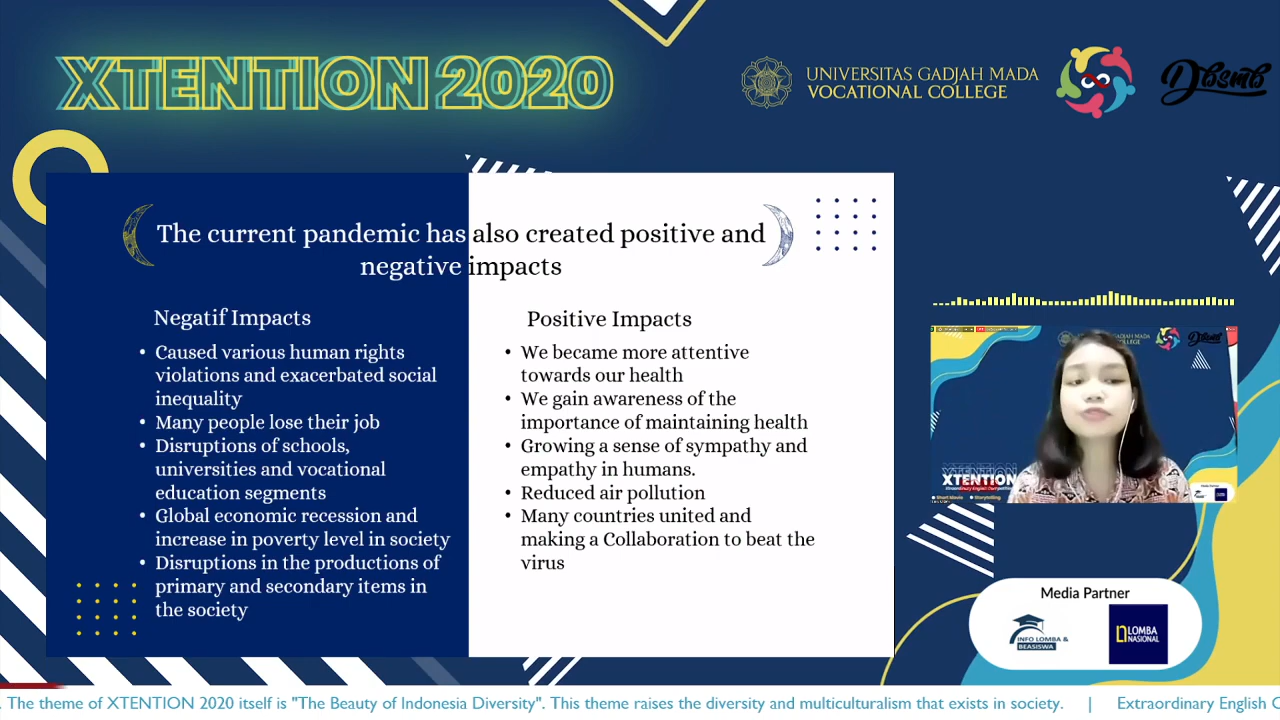 XTENTION 2020
UNIVERSITAS GADJAH MADA
VOCATIONAL COLLEGE
Dbsmb
The current pandemic has also created positive and
negative impacts
Negatif Impacts
• Caused various human rights
violations and exacerbated social
inequality
• Many people lose their job
• Disruptions of schools,
universities and vocational
education segments
• Global economic recession and
increase in poverty level in society
• Disruptions in the productions of
primary and secondary items in
the society
Positive Impacts
• We became more attentive
towards our health
• We gain awareness of the
importance of maintaining health
• Growing a sense of sympathy and
empathy in humans.
• Reduced air pollution
• Many countries united and
making a Collaboration to beat the
virus
XTENTION
Short Movie
Storytelling
Media Partner
INFO LOMBA &
BEASISWA
LOMBA
NASIONAL
. The theme of XTENTION 2020 itself is "The Beauty of Indonesia Diversity". This theme raises the diversity and multiculturalism that exists in society. | Extraordinary English C